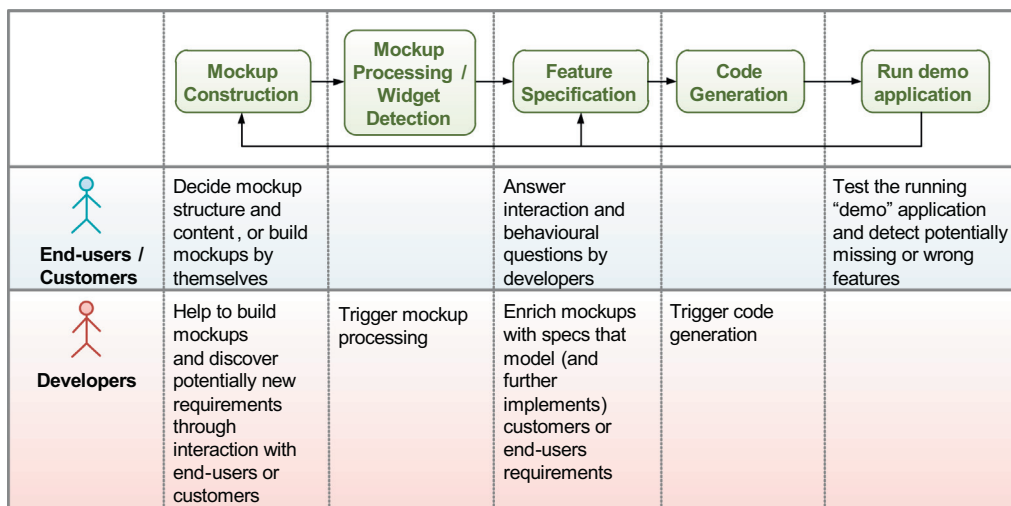 Mockup
Construction
Mockup
Processing /
Widget
Detection
Feature
Specification
Code
Generation
Run demo
application
End-users /
Customers
Decide mockup
structure and
content, or build
mockups by
themselves
Answer
interaction and
behavioural
questions by
developers
Test the running
“demo” application
and detect potentially
missing or wrong
features
Developers
Help to build
mockups
and discover
potentially new
requirements
through
interaction with
end-users or
customers
Trigger mockup
processing
Enrich mockups
with specs that
model (and
further
implements)
customers or
end-users
requirements
Trigger code
generation